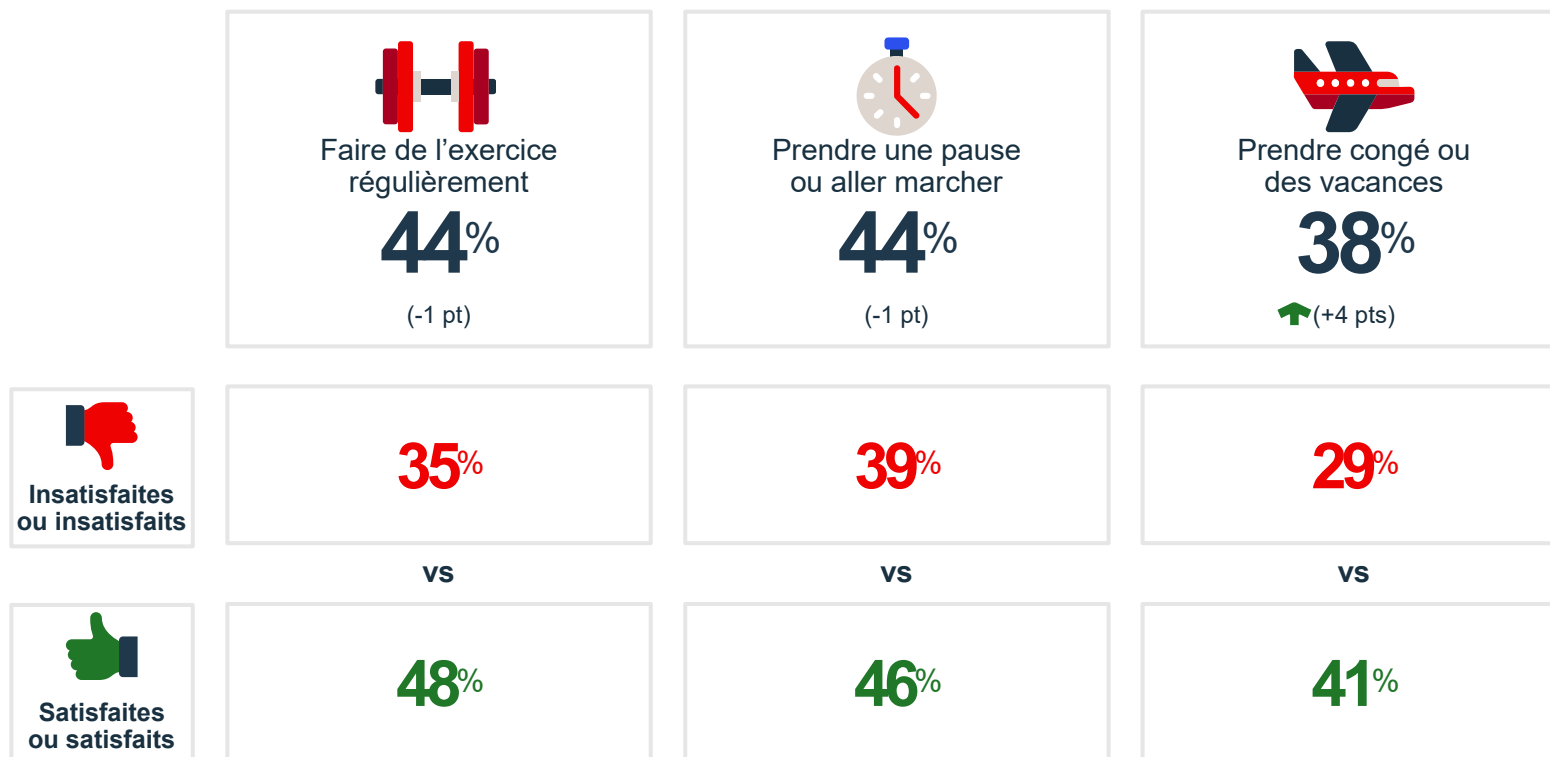 Faire de l’exercice
régulièrement
44%
(-1 pt)
Prendre une pause
ou aller marcher
44%
(-1 pt)
Prendre congé ou
des vacances
38%
(+4 pts)
Insatisfaites
ou insatisfaits
35%
39%
29%
vs
vs
vs
Satisfaites
ou satisfaits
48%
46%
41%